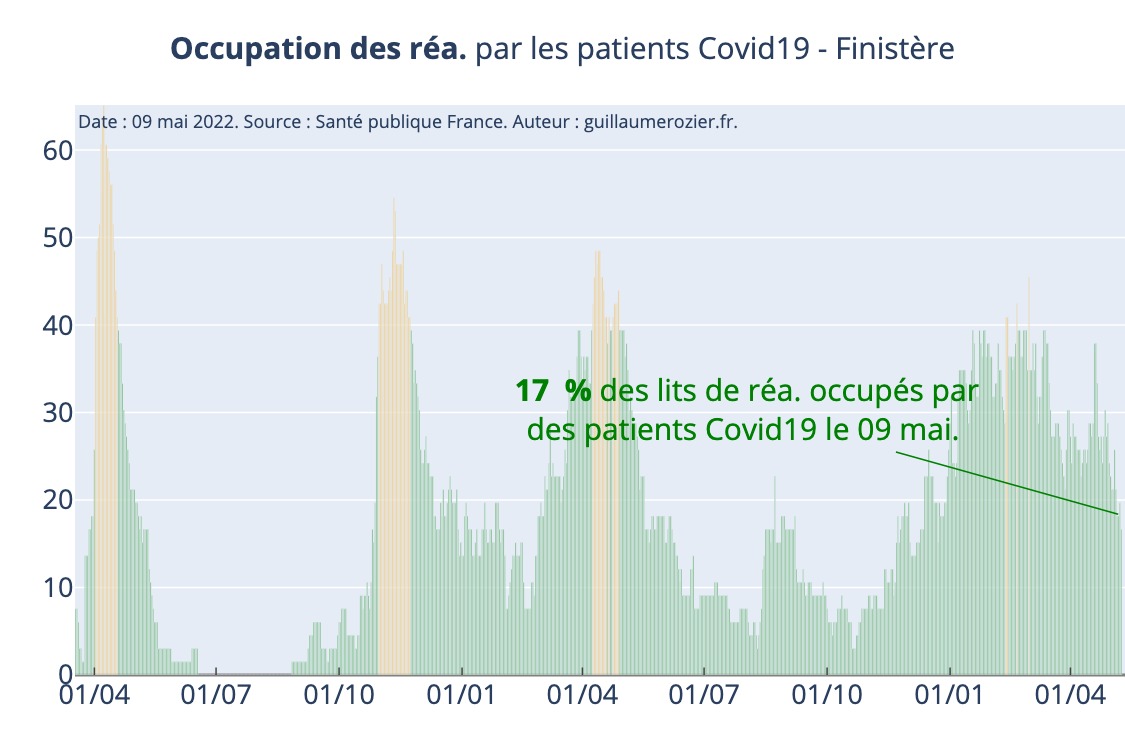 Occupation des réa. par les patients Covid19 - Finistère
Date : 09 mai 2022. Source : Santé publique France. Auteur : guillaumerozier.fr.
60
50
40
17 % des lits de réa. occupés par
des patients Covid19 le 09 mai.
30
20
10
0
01/04 01/07 01/10 01/01 01/04 01/07 01/10 01/01 01/04